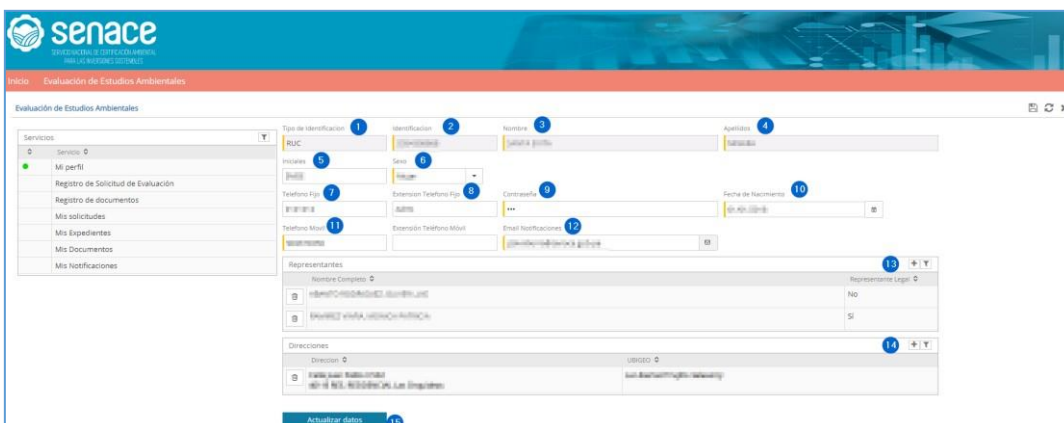 senace
SERVICIO NACIONAL DE CERTIFICACIÓN AMBIENTAL
PARA LAS INVERSIONES SOSTENIBLES
Inicio Evaluación de Estudios Ambientales
Evaluación de Estudios Ambientales
Servicios
Servicio
Mi perfil
Registro de Solicitud de Evaluación
Registro de documentos
Mis solicitudes
Mis Expedientes
Mis Documentos
Mis Notificaciones
Tipo de Identificación 1 Identificacion 2 Nombre 3 Apellidos 4
RUC
Iniciales 5 Sexo 6
Teléfono Fijo 7 Extension Teléfono Fijo 8 Contraseña 9 Fecha de Nacimiento 10
•••
Teléfono Movil 11 Extensión Teléfono Móvil Email Notificaciones 12
Representantes 13
Nombre Completo Representante Legal
No
SI
Direcciones 14
Direccion UBIGEO
Actualizar datos 15